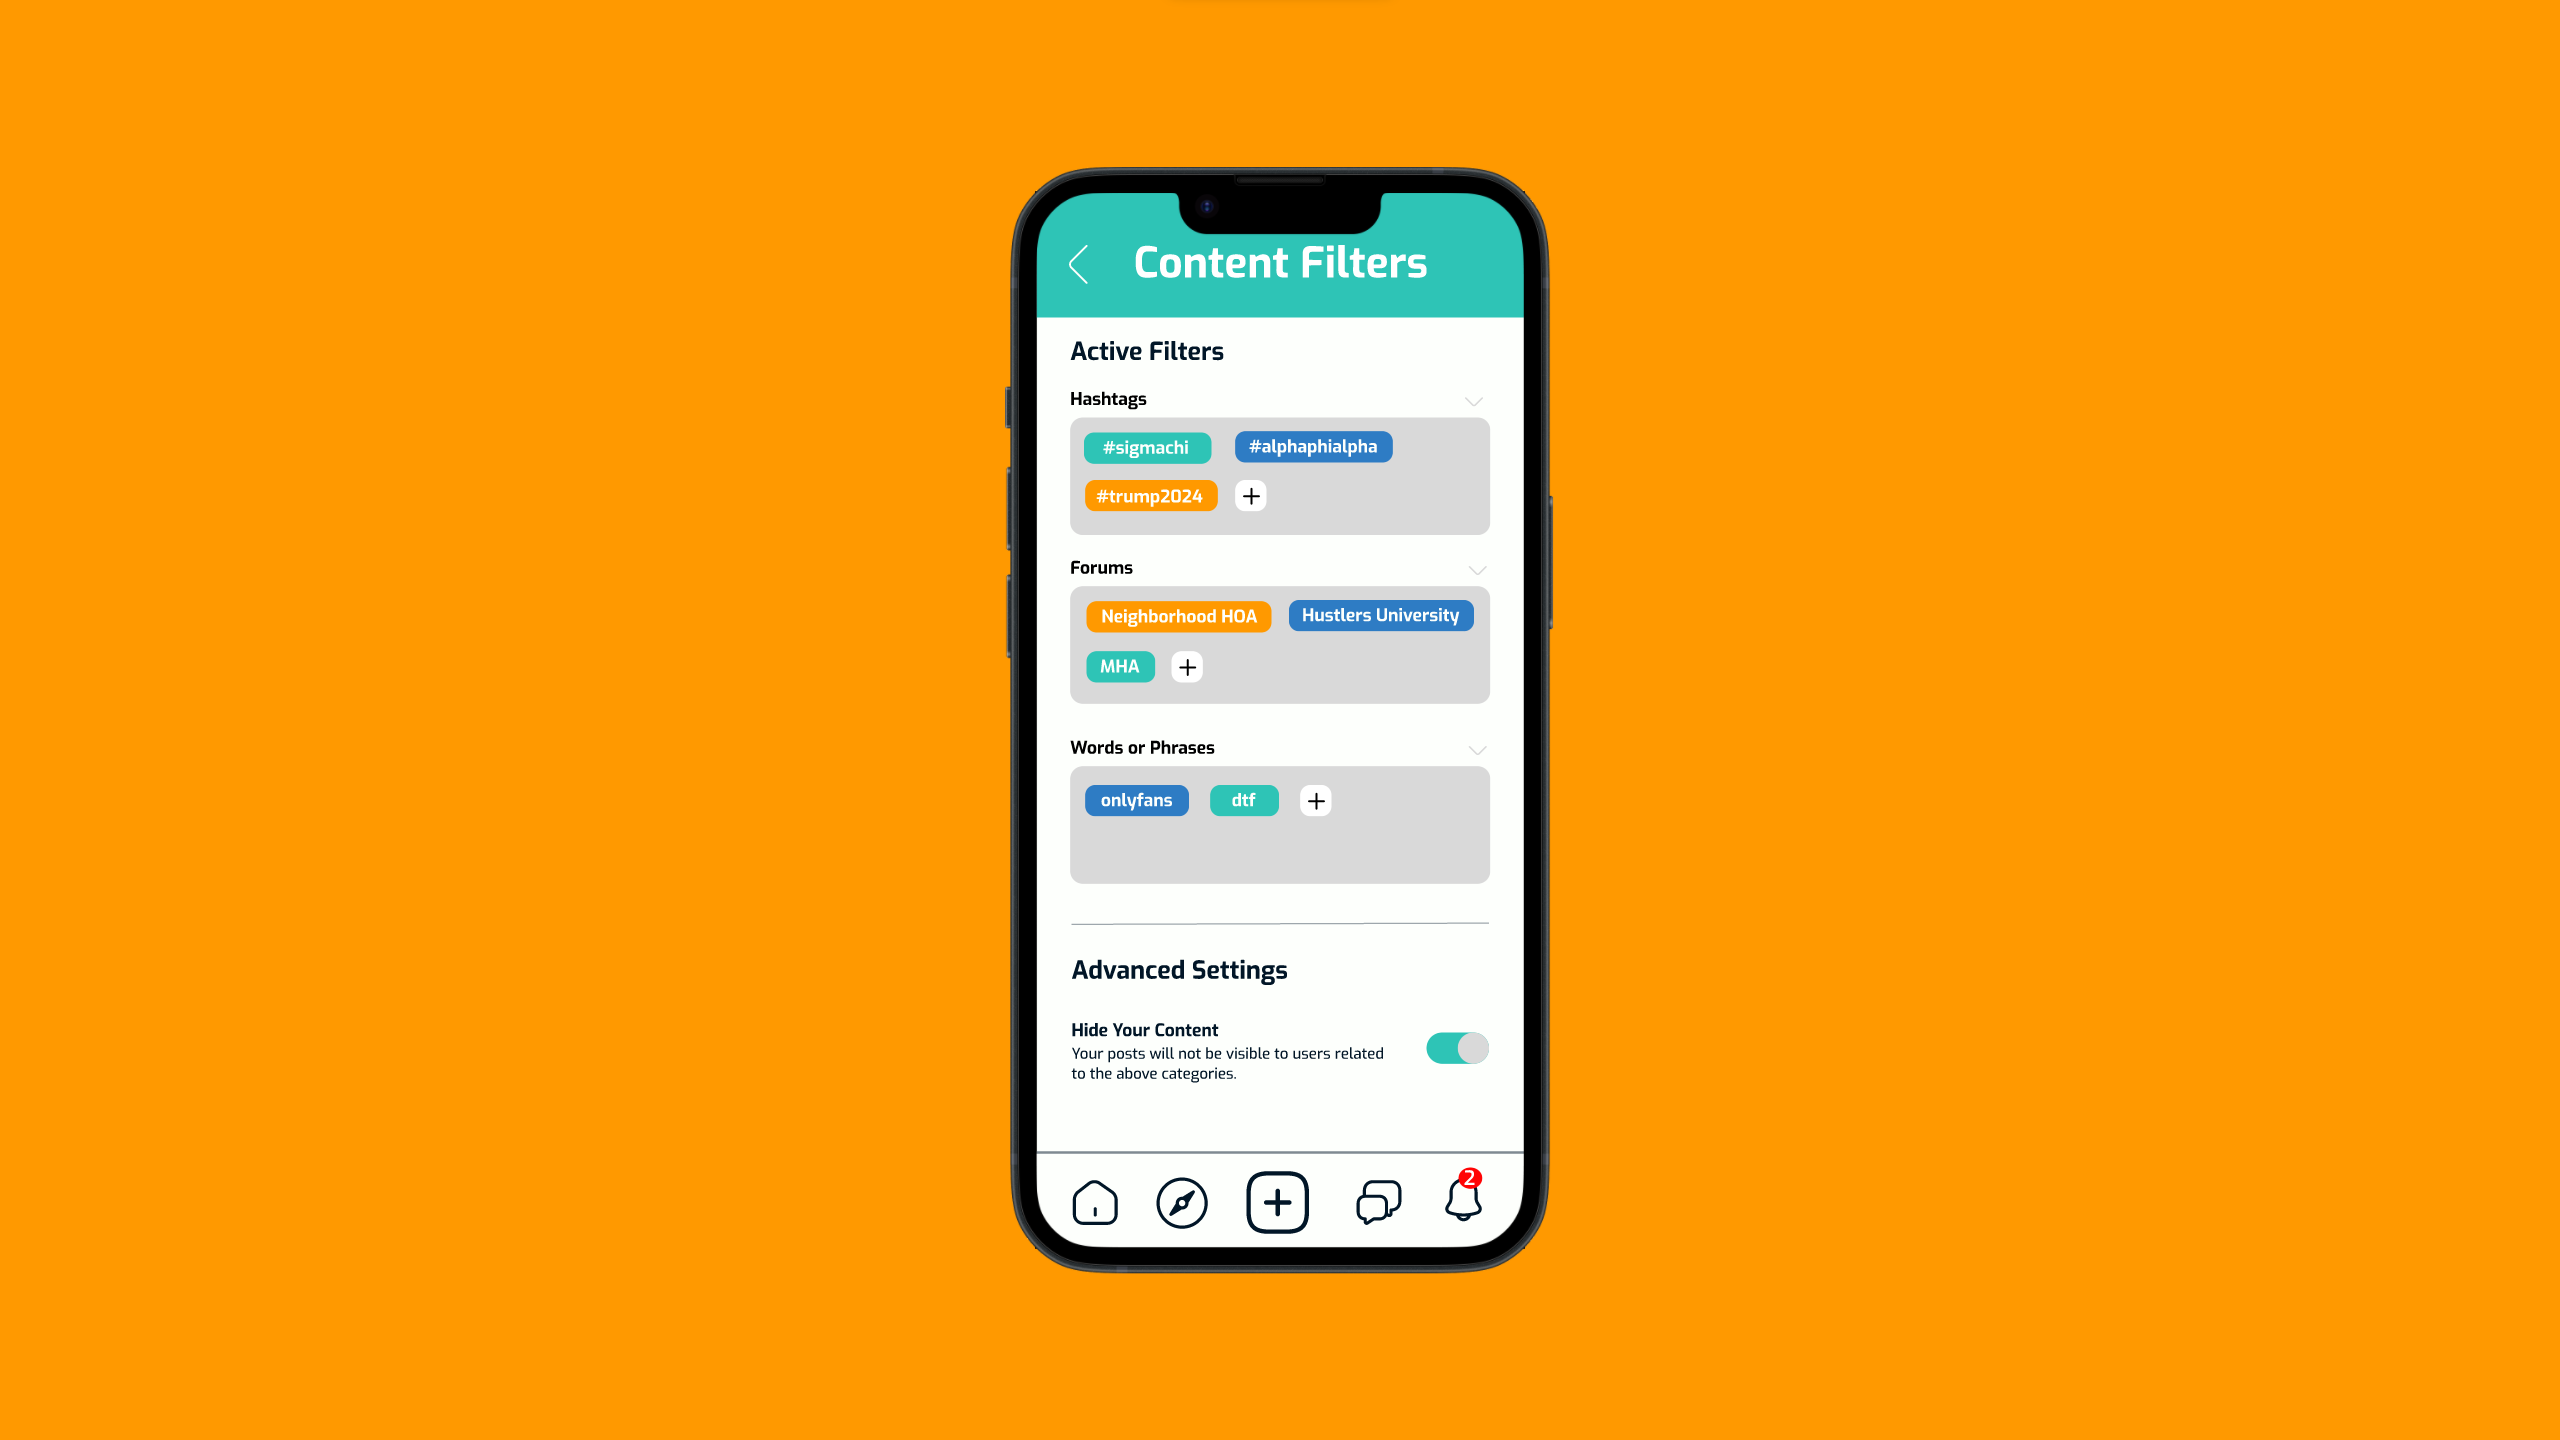 Content Filters
Active Filters
Hashtags
#sigmachi #alphaphialpha
#trump2024
Forums
Neighborhood HOA Hustlers University
MHA
Words or Phrases
onlyfans dtf
Advanced Settings
Hide Your Content
Your posts will not be visible to users related
to the above categories.
2